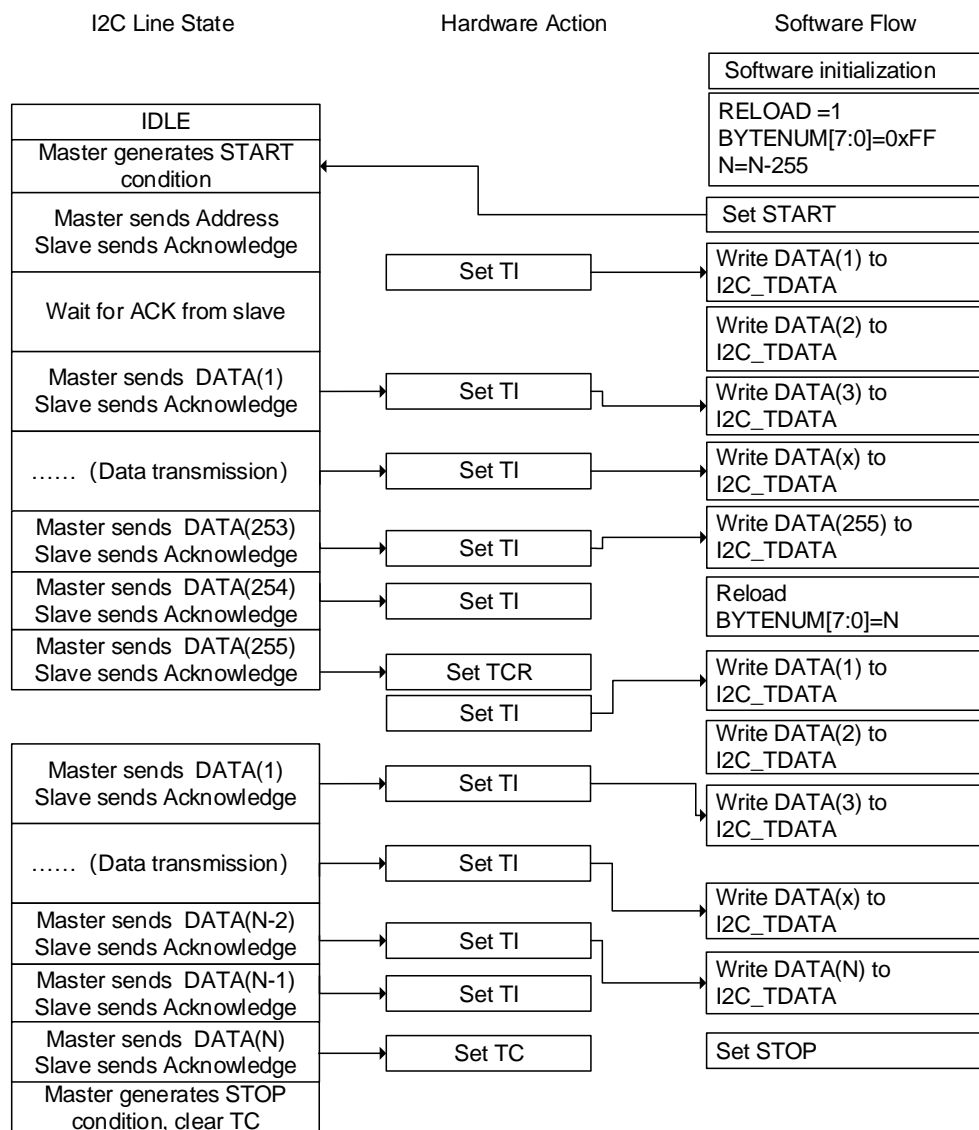 I2C Line State
Hardware Action
Software Flow
Software initialization
IDLE
RELOAD =1
BYTENUM[7:0]=0xFF
N=N-255
Master generates START
condition
Set START
Master sends Address
Slave sends Acknowledge
Set TI
Write DATA(1) to
I2C_TDATA
Wait for ACK from slave
Write DATA(2) to
I2C_TDATA
Master sends DATA(1)
Slave sends Acknowledge
Set TI
Write DATA(3) to
I2C_TDATA
...... (Data transmission)
Set TI
Write DATA(x) to
I2C_TDATA
Master sends DATA(253)
Slave sends Acknowledge
Set TI
Write DATA(255) to
I2C_TDATA
Master sends DATA(254)
Slave sends Acknowledge
Set TI
Reload
BYTENUM[7:0]=N
Master sends DATA(255)
Slave sends Acknowledge
Set TCR
Set TI
Write DATA(1) to
I2C_TDATA
Write DATA(2) to
I2C_TDATA
Master sends DATA(1)
Slave sends Acknowledge
Set TI
Write DATA(3) to
I2C_TDATA
...... (Data transmission)
Set TI
Write DATA(x) to
I2C_TDATA
Master sends DATA(N-2)
Slave sends Acknowledge
Set TI
Write DATA(N) to
I2C_TDATA
Master sends DATA(N-1)
Slave sends Acknowledge
Set TI
Master sends DATA(N)
Slave sends Acknowledge
Set TC
Set STOP
Master generates STOP
condition, clear TC